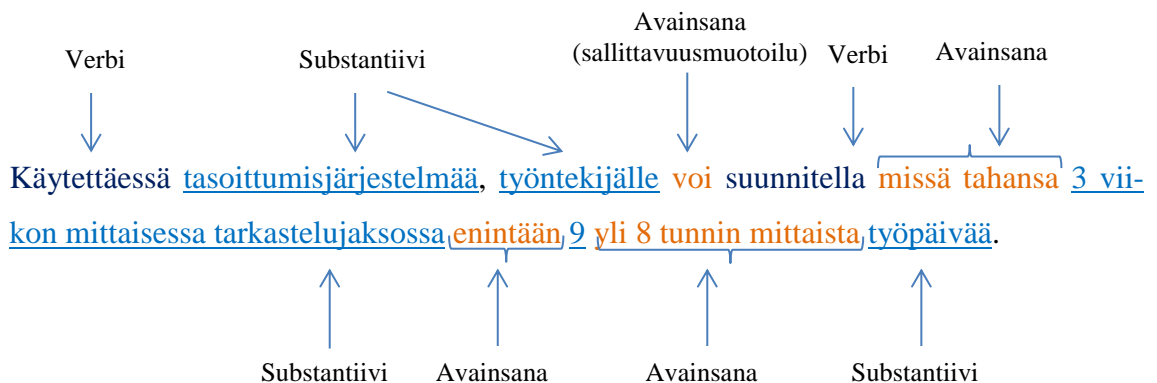 Avainsana
(sallittavuusmuotoilu)
Verbi
Substantiivi
Verbi
Avainsana
Käytettäessä tasoittumisjärjestelmää, työntekijälle voi suunnitella missä tahansa 3 vii-
kon mittaisessa tarkastelujaksossa enintään 9 yli 8 tunnin mittaista työpäivää.
Substantiivi
Avainsana
Avainsana
Substantiivi